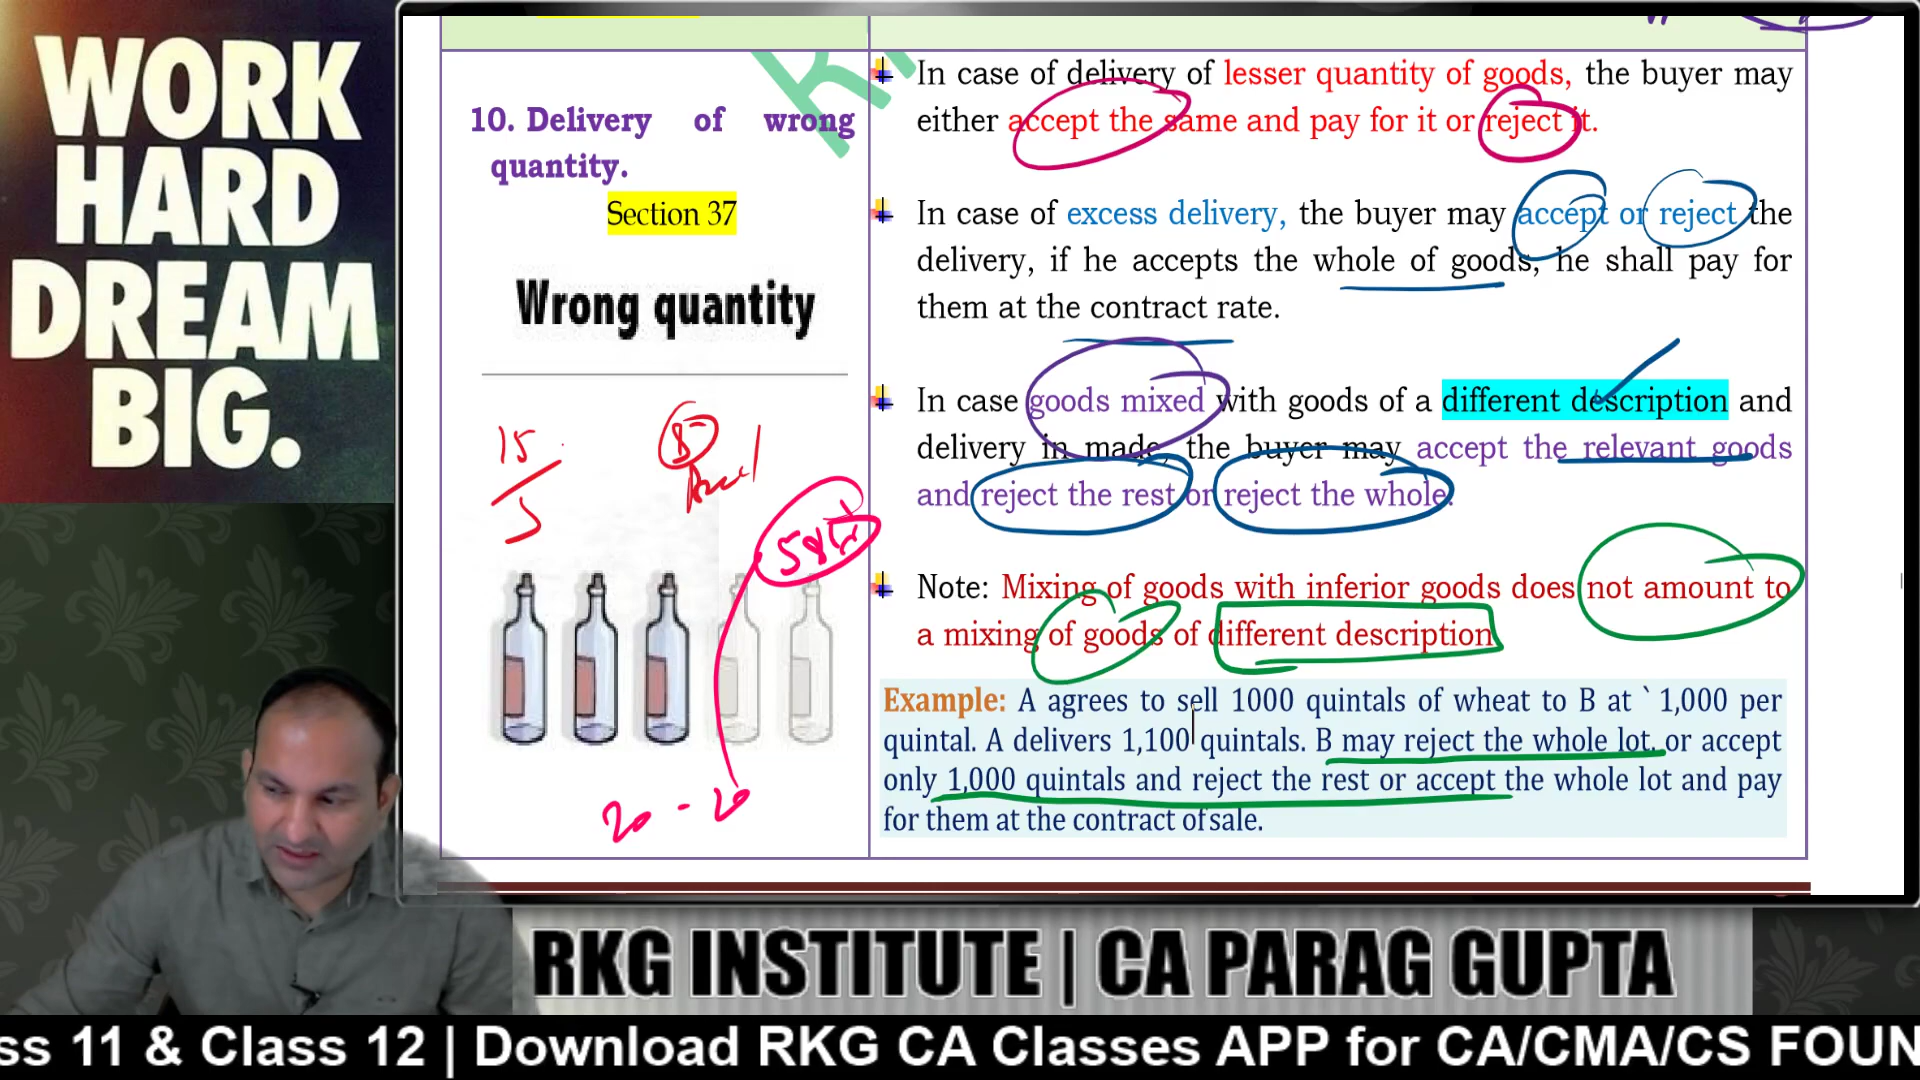 WORK
HARD
DREAM
BIG.
10. Delivery of wrong
quantity.
Section 37
Wrong quantity
15
5
20 - 20
In case of delivery of lesser quantity of goods, the buyer may
either accept the same and pay for it or reject it.
In case of excess delivery, the buyer may accept or reject the
delivery, if he accepts the whole of goods, he shall pay for
them at the contract rate.
In case goods mixed with goods of a different description and
delivery in made, the buyer may accept the relevant goods
and reject the rest or reject the whole.
Note: Mixing of goods with inferior goods does not amount to
a mixing of goods of different description
Example: A agrees to sell 1000 quintals of wheat to B at ` 1,000 per
quintal. A delivers 1,100 quintals. B may reject the whole lot. or accept
only 1,000 quintals and reject the rest or accept the whole lot and pay
for them at the contract of sale.
RKG INSTITUTE | CA PARAG GUPTA
ss 11 & Class 12 | Download RKG CA Classes APP for CA/CMA/CS FOUN